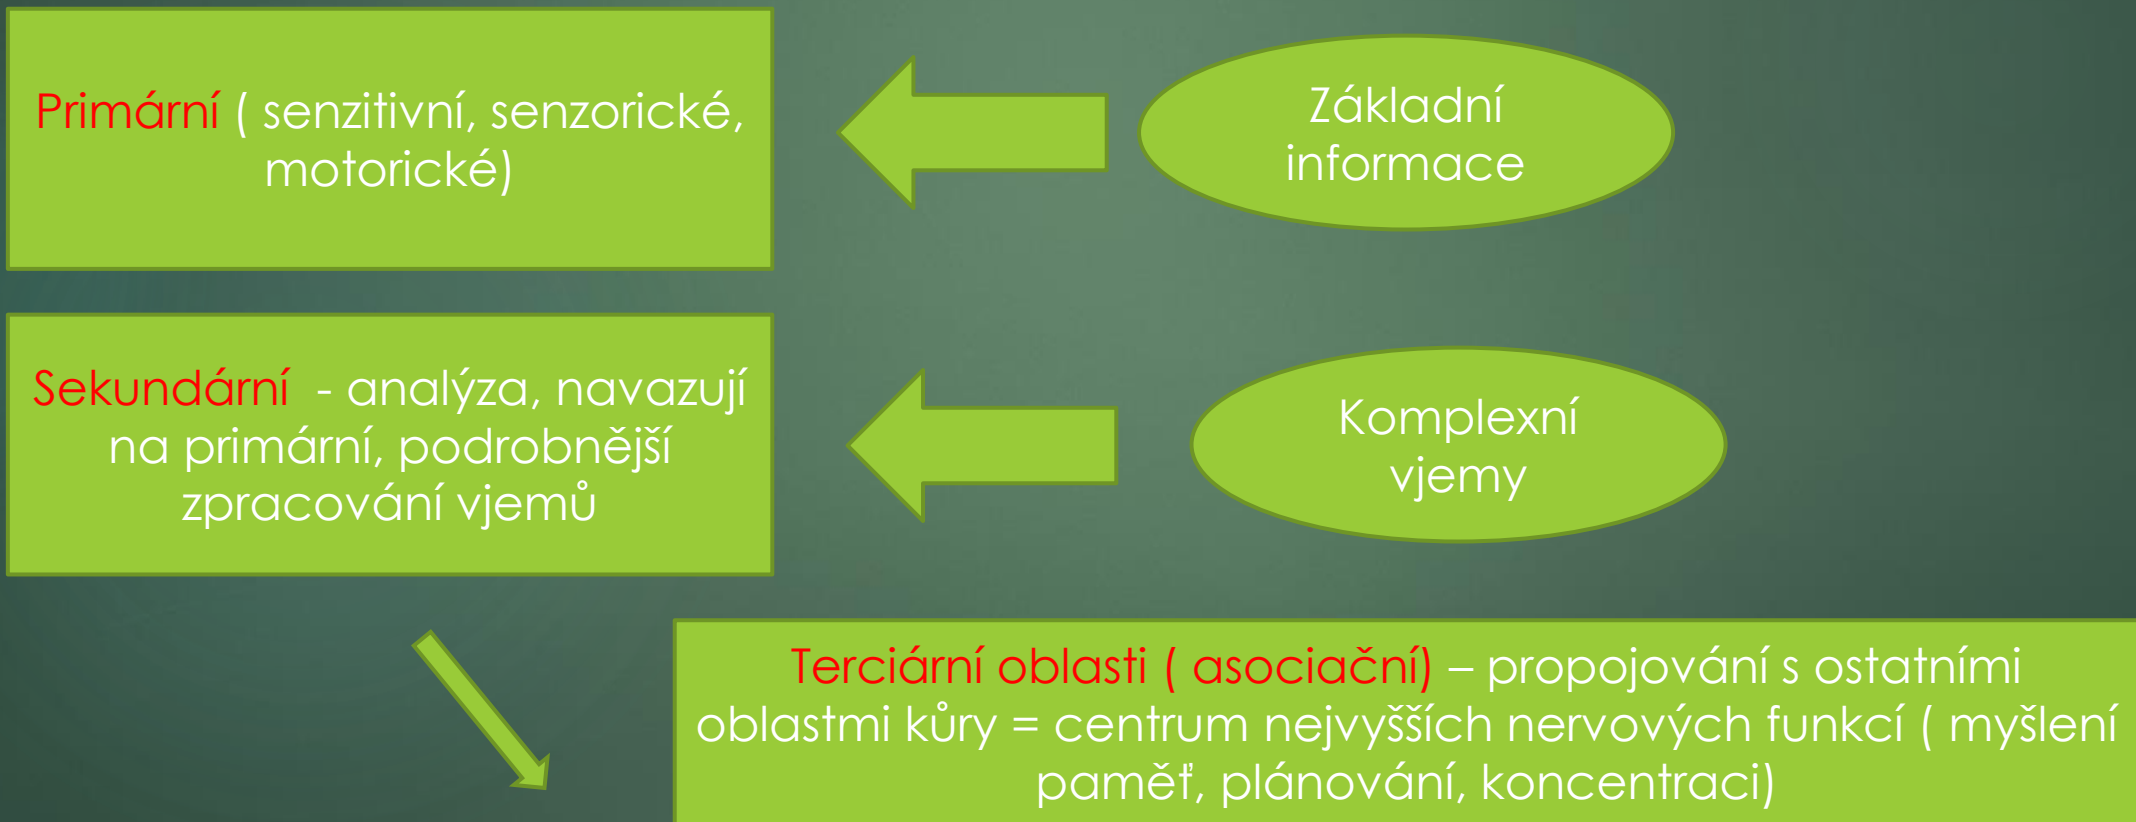 Primární ( senzitivní, senzorické,
motorické)
Základní
informace
Sekundární - analýza, navazují
na primární, podrobnější
zpracování vjemů
Komplexní
vjemy
Terciární oblasti ( asociační) – propojování s ostatními
oblastmi kůry = centrum nejvyšších nervových funkcí ( myšlení
paměť, plánování, koncentraci)